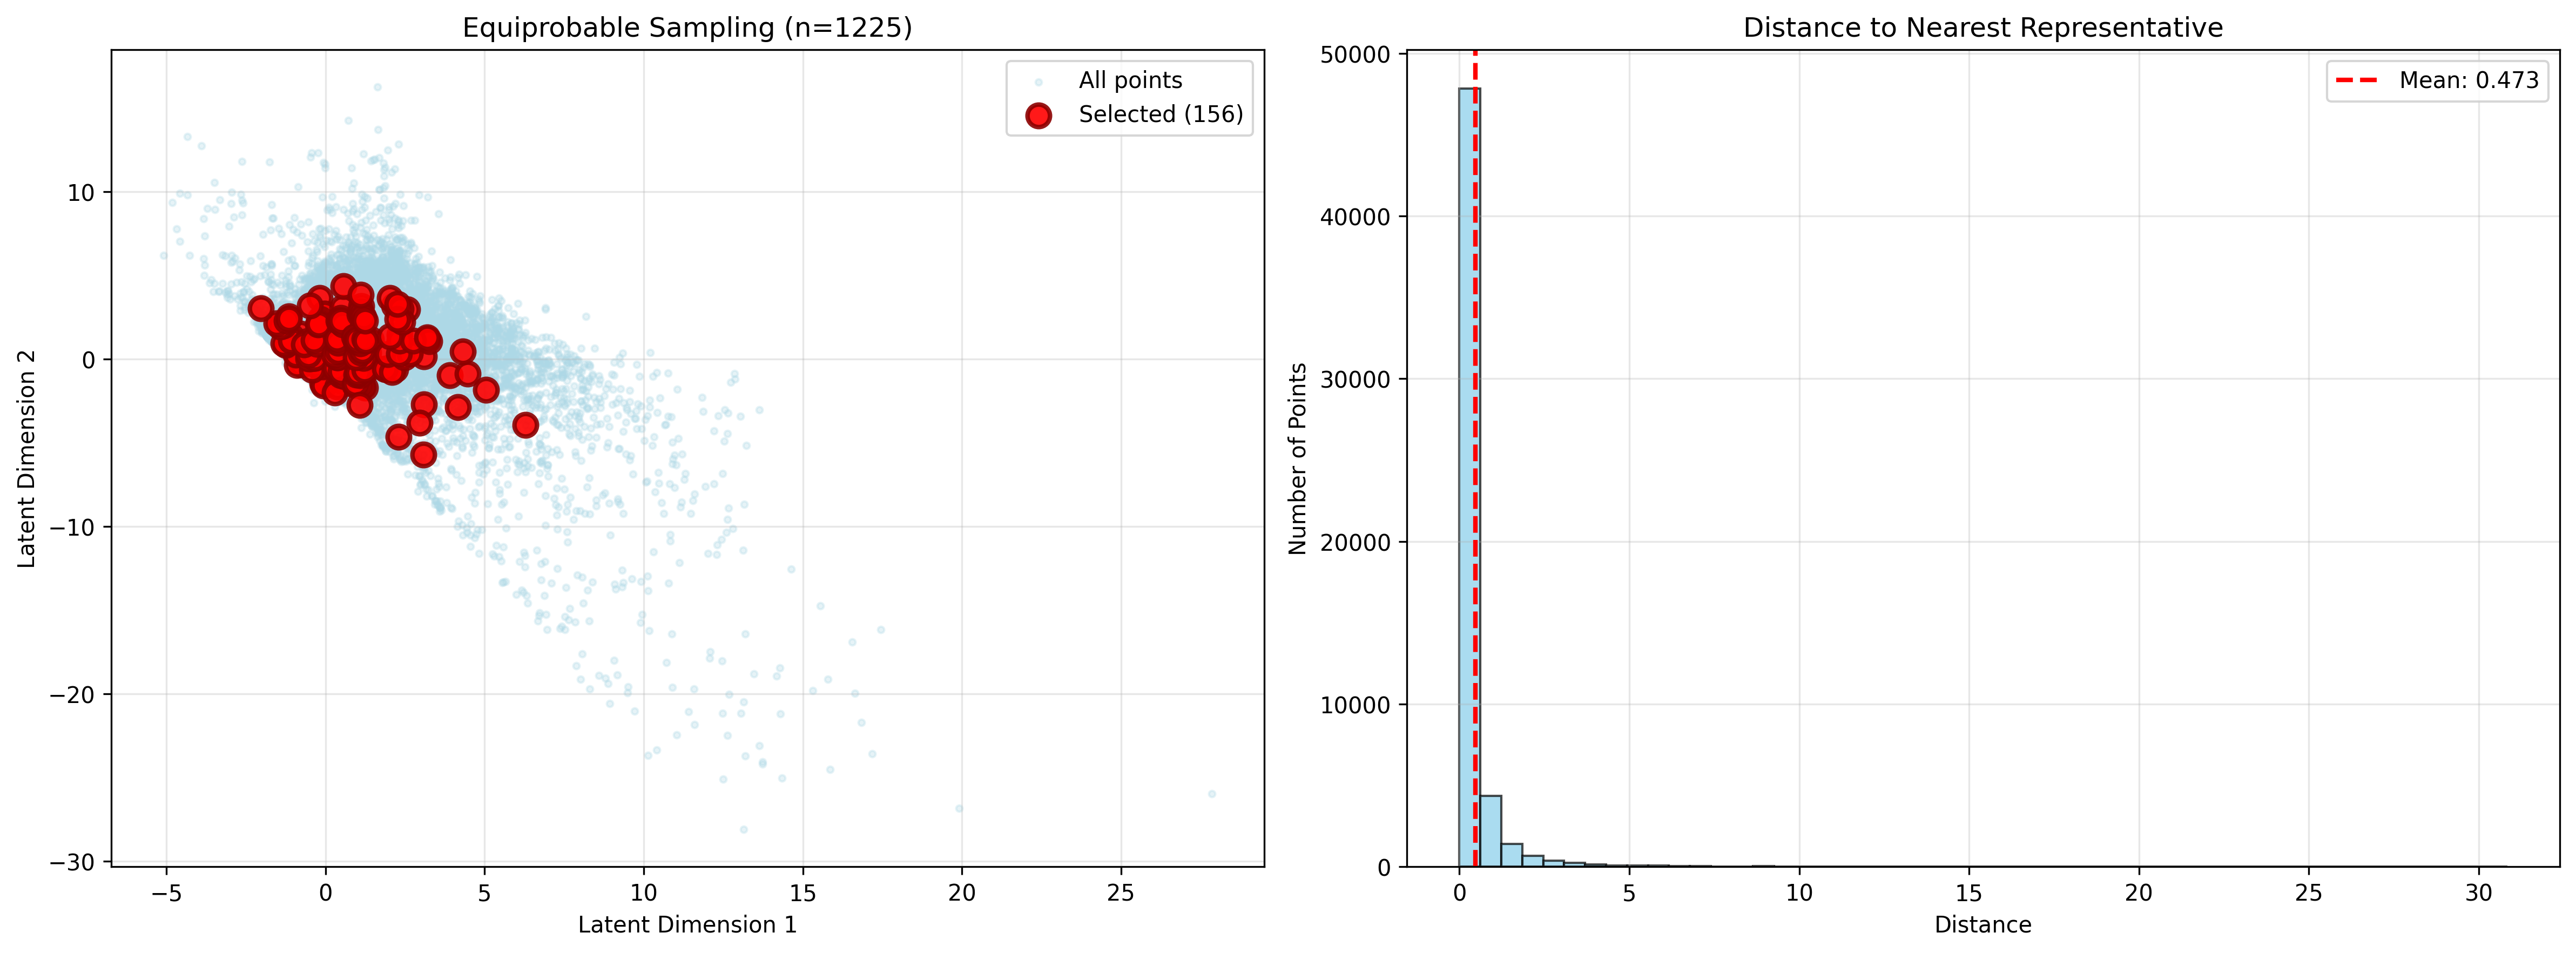 Equiprobable Sampling (n=1225)
All points
Selected (156)
10
0
−10
−20
−30
Latent Dimension 2
−5
0
5
10
15
20
25
Latent Dimension 1
Distance to Nearest Representative
Mean: 0.473
50000
40000
30000
20000
10000
0
Number of Points
0
5
10
15
20
25
30
Distance